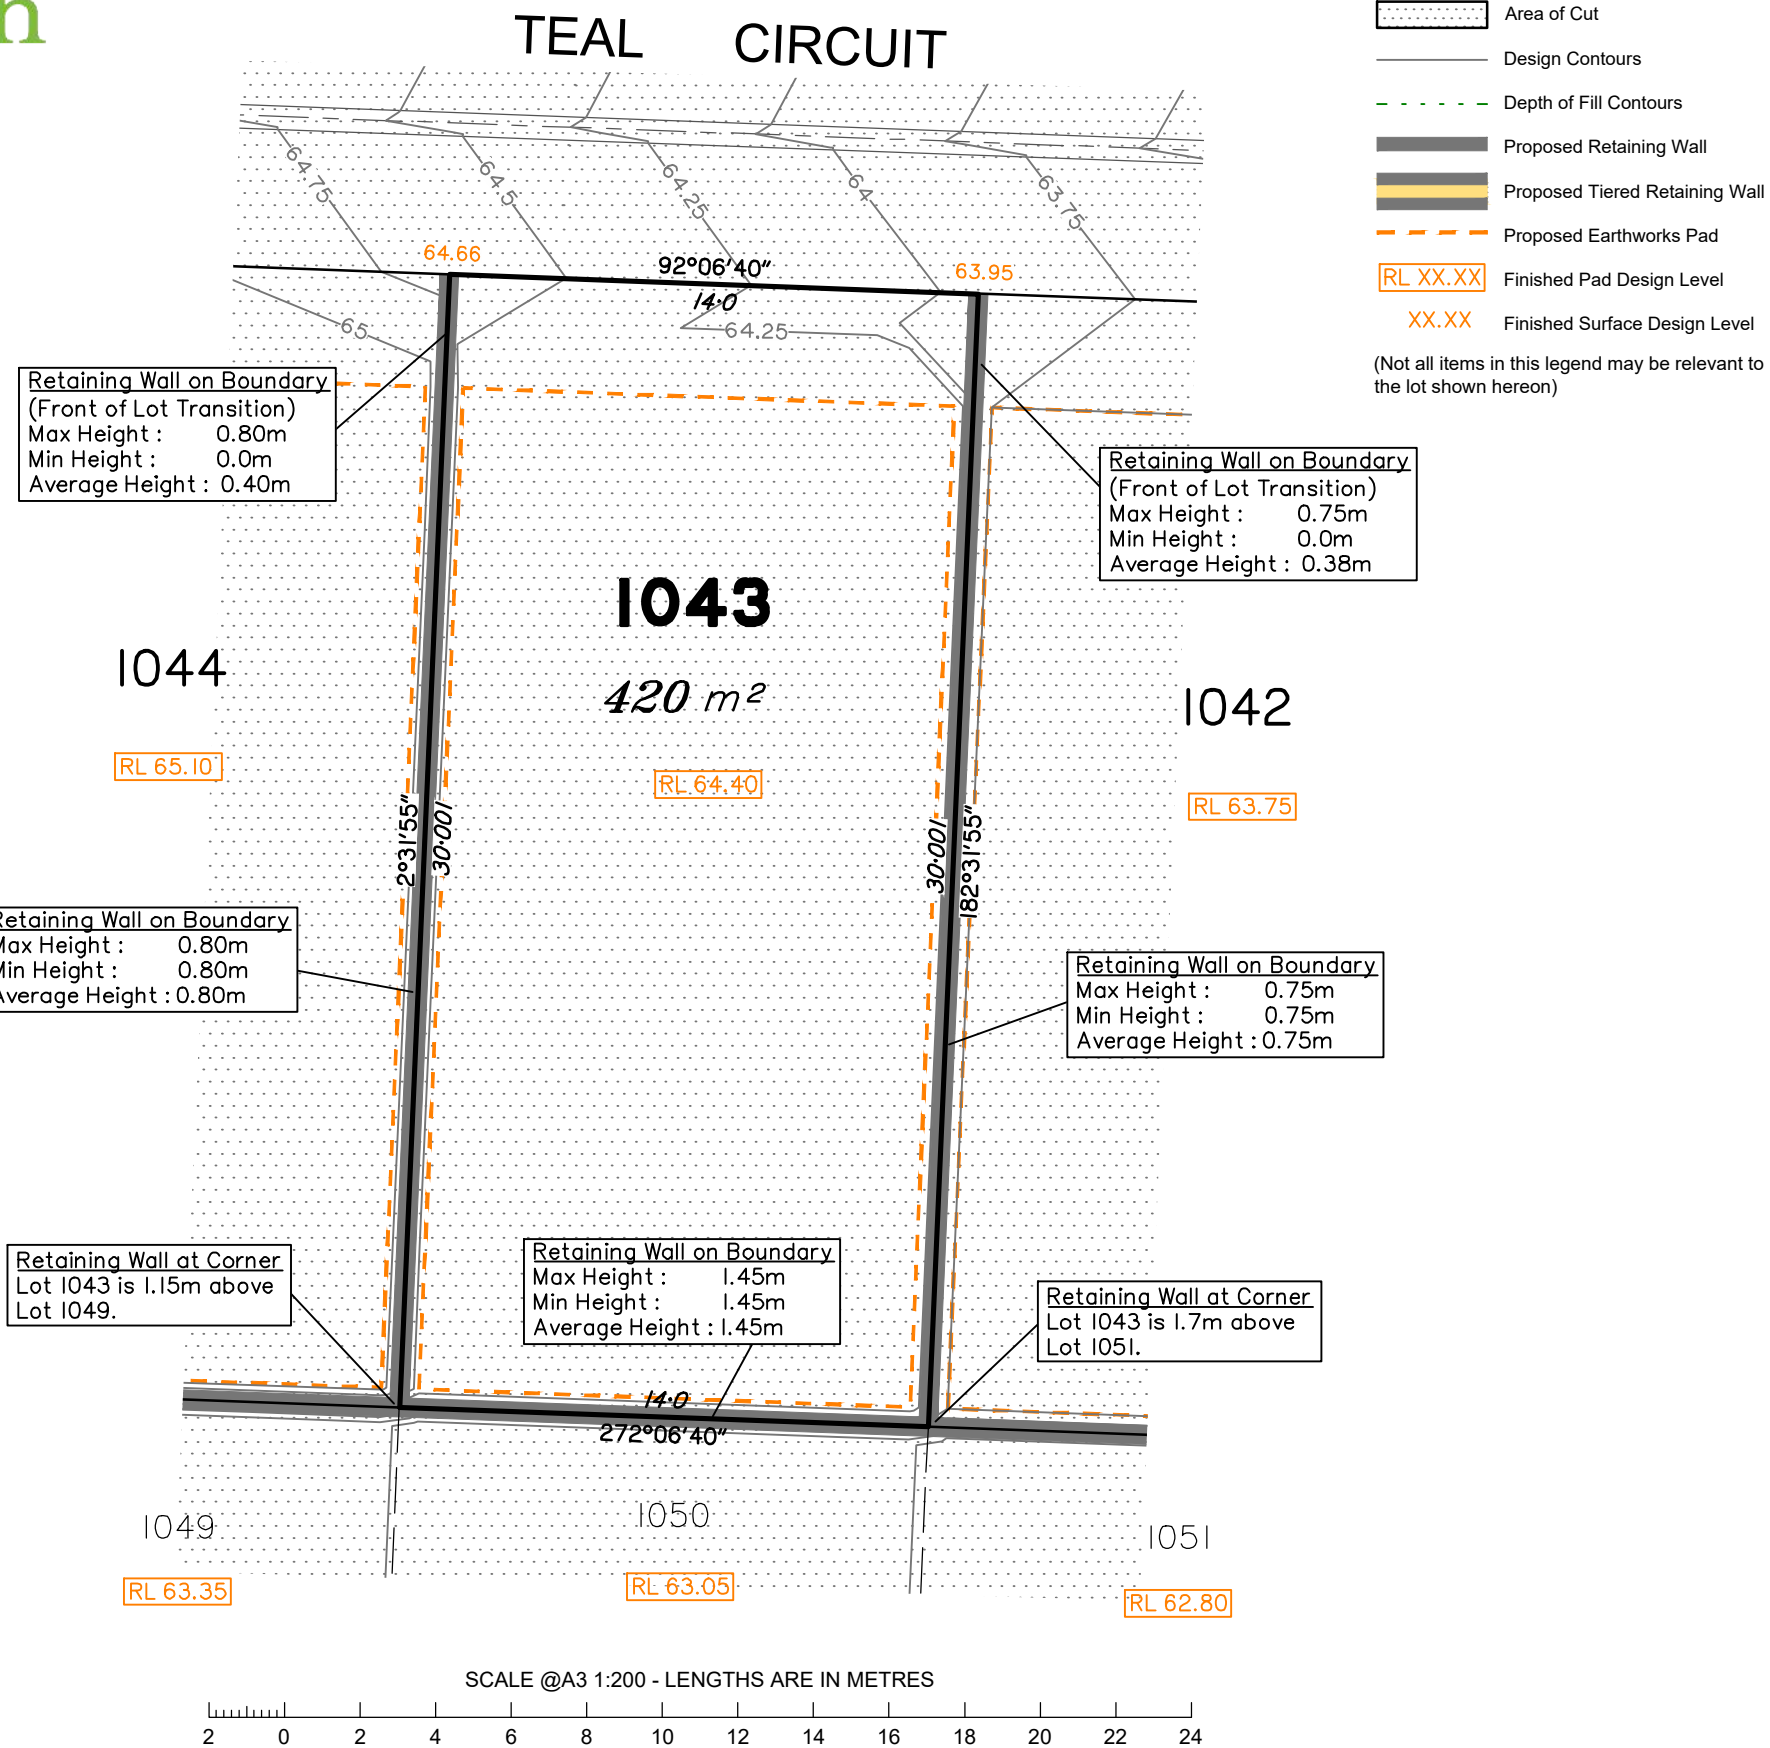 TEAL CIRCUIT
Area of Cut
Design Contours
Depth of Fill Contours
Proposed Retaining Wall
Proposed Tiered Retaining Wall
Proposed Earthworks Pad
RL XX.XX Finished Pad Design Level
XX.XX Finished Surface Design Level
(Not all items in this legend may be relevant to
the lot shown hereon)
64.75
64.5
64.25
64
63.75
64.66
92°06'40"
63.95
14·0
65
64.25
Retaining Wall on Boundary
(Front of Lot Transition)
Max Height : 0.80m
Min Height : 0.0m
Average Height : 0.40m
Retaining Wall on Boundary
(Front of Lot Transition)
Max Height : 0.75m
Min Height : 0.0m
Average Height : 0.38m
1043
420 m²
1044
1042
RL 65.10
RL 64.40
RL 63.75
2°31'55"
30·001
30·001
182°31'55"
Retaining Wall on Boundary
Max Height : 0.80m
Min Height : 0.80m
Average Height : 0.80m
Retaining Wall on Boundary
Max Height : 0.75m
Min Height : 0.75m
Average Height : 0.75m
Retaining Wall at Corner
Lot 1043 is 1.15m above
Lot 1049.
Retaining Wall on Boundary
Max Height : 1.45m
Min Height : 1.45m
Average Height : 1.45m
Retaining Wall at Corner
Lot 1043 is 1.7m above
Lot 1051.
14·0
272°06'40"
1049
1050
1051
RL 63.35
RL 63.05
RL 62.80
SCALE @A3 1:200 - LENGTHS ARE IN METRES
2 0 2 4 6 8 10 12 14 16 18 20 22 24